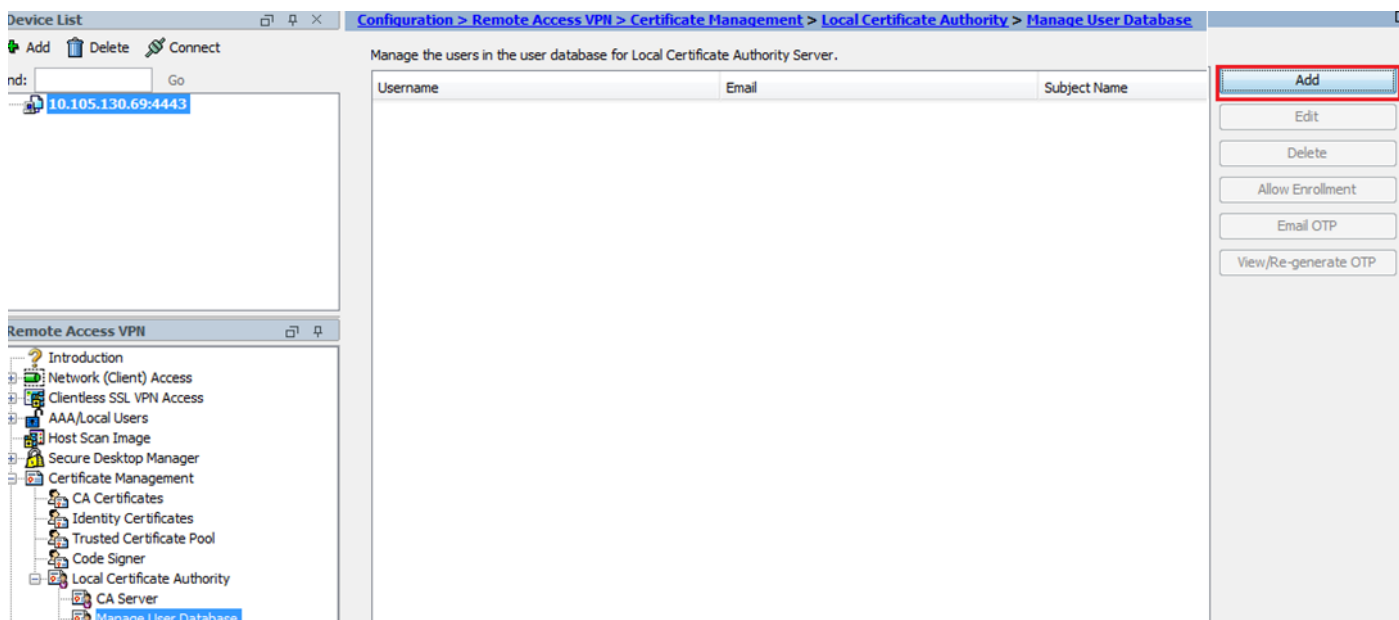 Device List
Add Delete Connect
nd: Go
10.105.130.69:4443
Remote Access VPN
Introduction
Network (Client) Access
Clientless SSL VPN Access
AAA/Local Users
Host Scan Image
Secure Desktop Manager
Certificate Management
CA Certificates
Identity Certificates
Trusted Certificate Pool
Code Signer
Local Certificate Authority
CA Server
Manage User Database
Configuration > Remote Access VPN > Certificate Management > Local Certificate Authority > Manage User Database
Manage the users in the user database for Local Certificate Authority Server.
Username Email Subject Name
Add
Edit
Delete
Allow Enrollment
Email OTP
View/Re-generate OTP